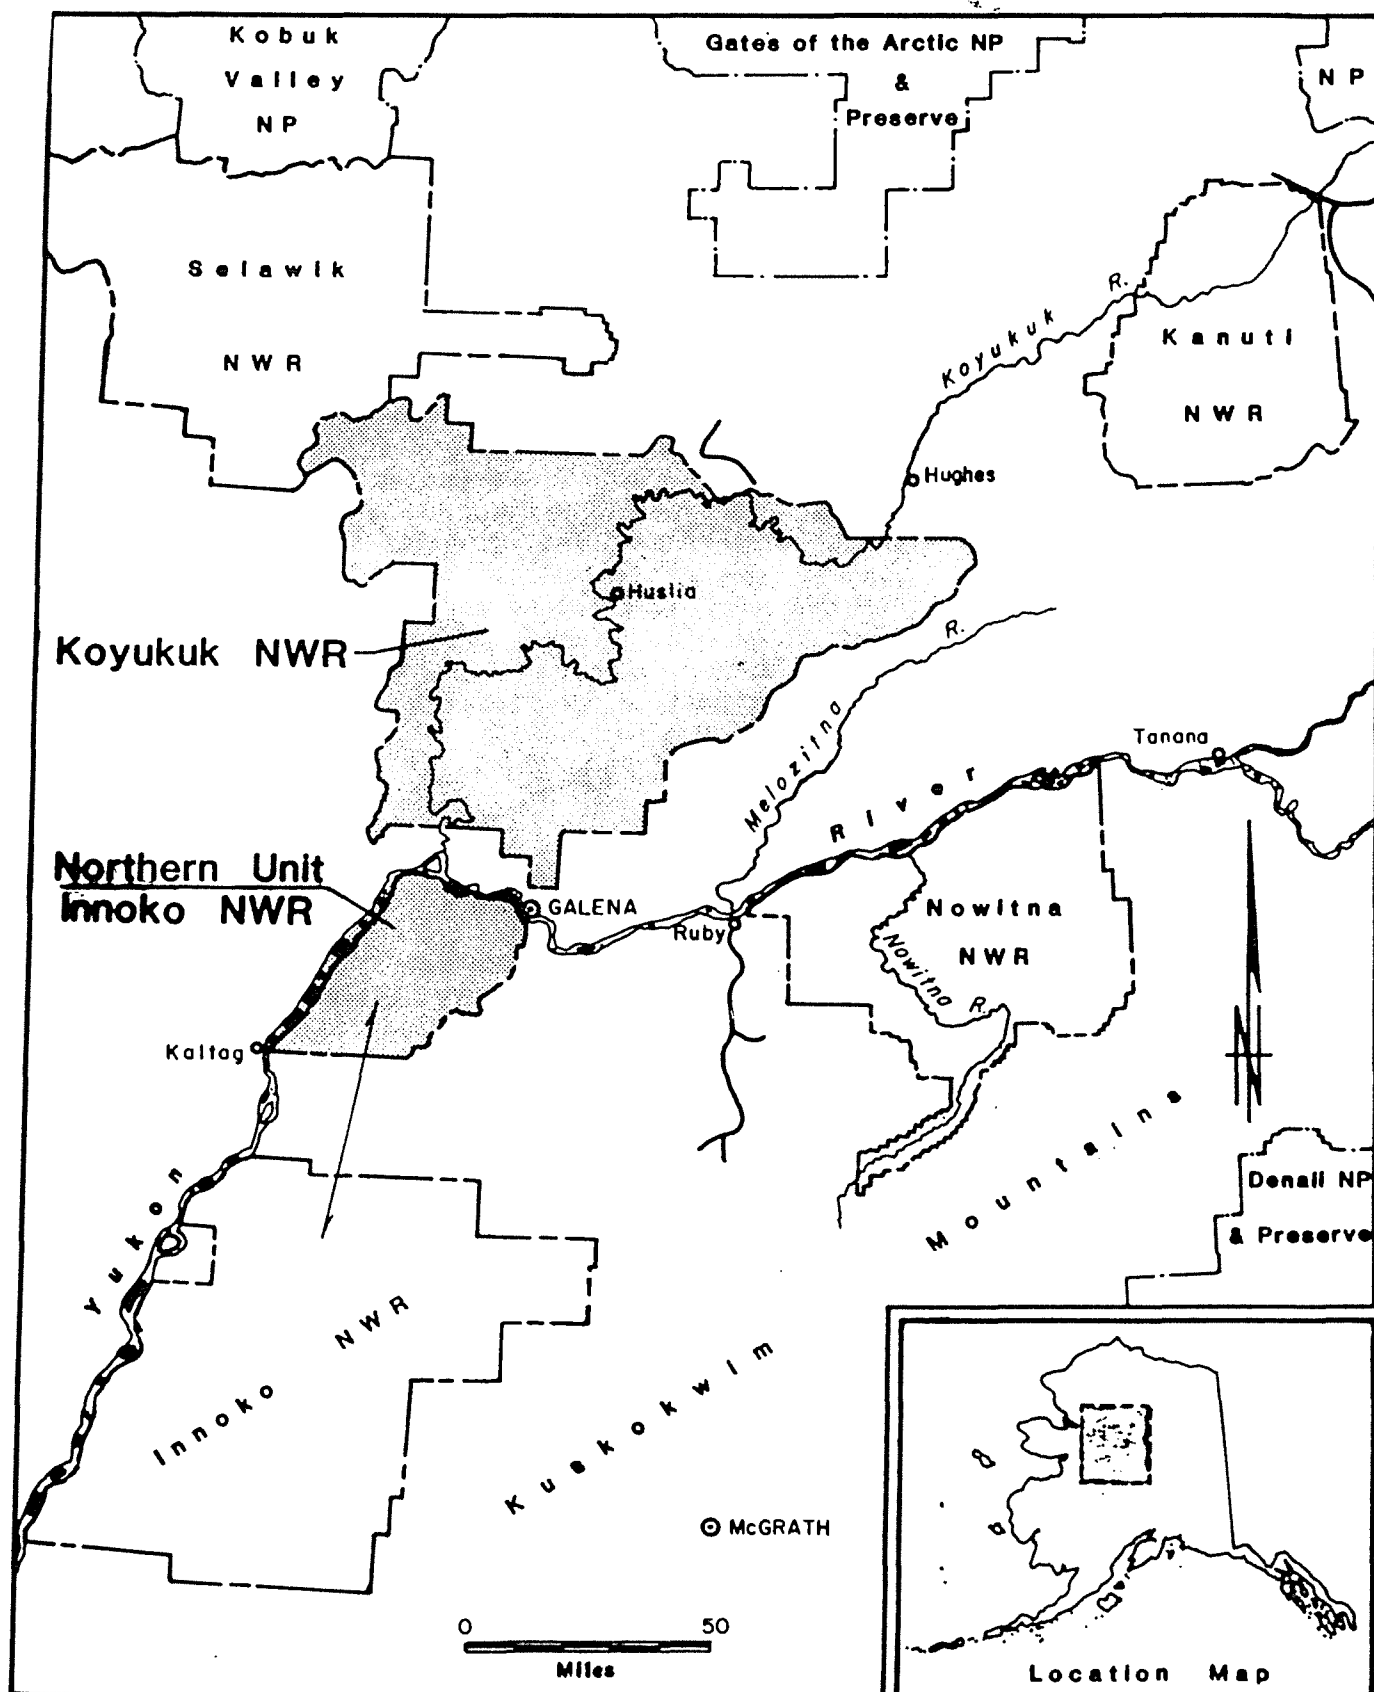 Kobuk
Valley
NP
Gates of the Arctic NP
&
Preserve
NP
Selawik
NWR
Koyukuk R.
Kanuti
NWR
Hughes
Huslia
Koyukuk NWR
Melozitna R.
Tanana
River
Northern Unit
Innoko NWR
GALENA
Ruby
Nowitna
NWR
Nowitna R.
Kaltag
N
Mountains
Denali NP
& Preserve
Yukon
NWR
Innoko
Kuskokwim
McGRATH
0 50
Miles
Location Map